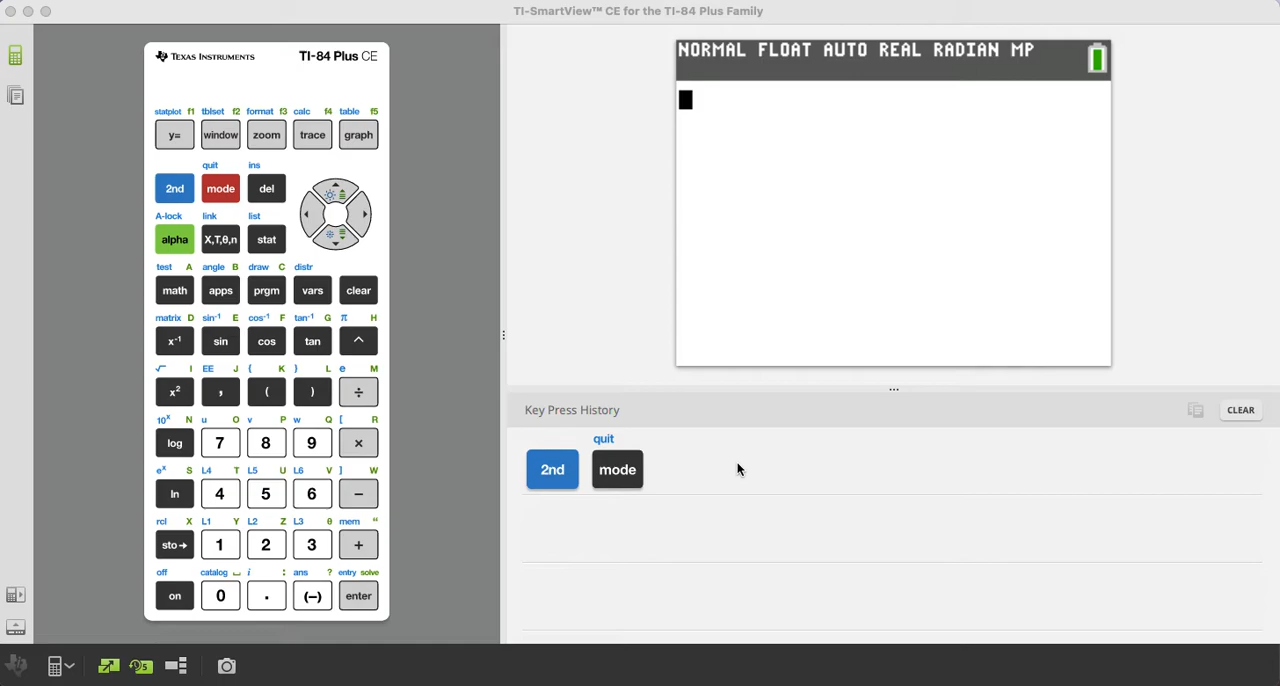 TI-SmartView™ CE for the TI-84 Plus Family
TEXAS INSTRUMENTS TI-84 Plus CE
statplot f1 tblset f2 format f3 calc f4 table f5
y= window zoom trace graph
quit ins
2nd mode del
A-lock link list
alpha X,T,θ,n stat
test A angle B draw C distr
math apps prgm vars clear
matrix D sin⁻¹ E cos⁻¹ F tan⁻¹ G π H
x⁻¹ sin cos tan ^
√ I EE J { K } L e M
x² , ( ) ÷
10ˣ N u O v P w Q [ R
log 7 8 9 ×
eˣ S L4 T L5 U L6 V ] W
ln 4 5 6 −
rcl X L1 Y L2 Z L3 θ mem "
sto→ 1 2 3 +
off catalog ␣ i : ans ? entry solve
on 0 . (–) enter
NORMAL FLOAT AUTO REAL RADIAN MP
Key Press History
CLEAR
quit
2nd mode